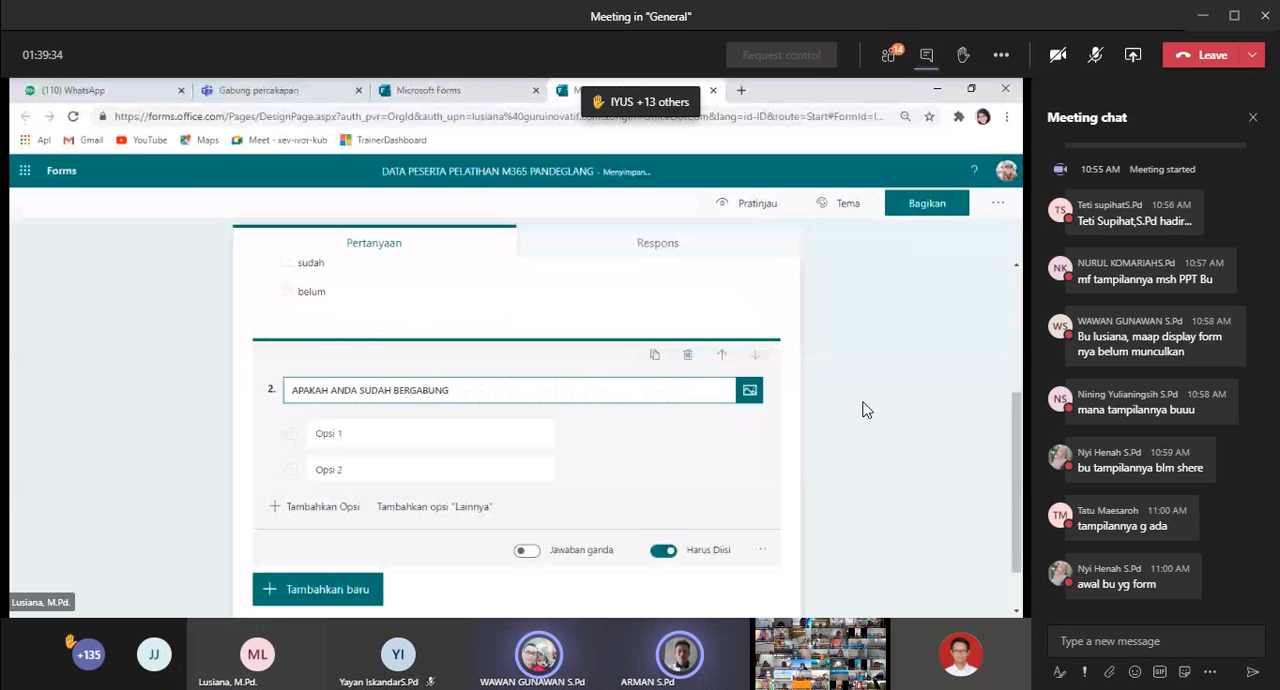 Meeting in "General"
01:39:34
Request control
14
Leave
(110) WhatsApp
Gabung percakapan
Microsoft Forms
IYUS +13 others
https://forms.office.com/Pages/DesignPage.aspx?auth_pvr=OrgId&auth_upn=lusiana%40guruinovatif.
lang=id-ID&route=Start#FormId=I...
Apl
Gmail
YouTube
Maps
Meet - xev-ivor-kub
TrainerDashboard
Forms
DATA PESERTA PELATIHAN M365 PANDEGLANG - Menyimpan...
?
Pratinjau
Tema
Bagikan
Pertanyaan
Respons
sudah
belum
2.
APAKAH ANDA SUDAH BERGABUNG
Opsi 1
Opsi 2
Tambahkan Opsi
Tambahkan opsi "Lainnya"
Jawaban ganda
Harus Diisi
Tambahkan baru
Lusiana, M.Pd.
+135
JJ
ML
Lusiana, M.Pd.
YI
Yayan IskandarS.Pd
WAWAN GUNAWAN S.Pd
ARMAN S.Pd
Meeting chat
10:55 AM Meeting started
TS
Teti supihatS.Pd 10:56 AM
Teti Supihat,S.Pd hadir...
NK
NURUL KOMARIAHS.Pd 10:57 AM
mf tampilannya msh PPT Bu
WS
WAWAN GUNAWAN S.Pd 10:58 AM
Bu lusiana, maap display form
nya belum munculkan
NS
Nining Yulianingsih S.Pd 10:58 AM
mana tampilannya buuu
Nyi Henah S.Pd 10:59 AM
bu tampilannya blm shere
TM
Tatu Maesaroh 11:00 AM
tampilannya g ada
Nyi Henah S.Pd 11:00 AM
awal bu yg form
Type a new message
GIF